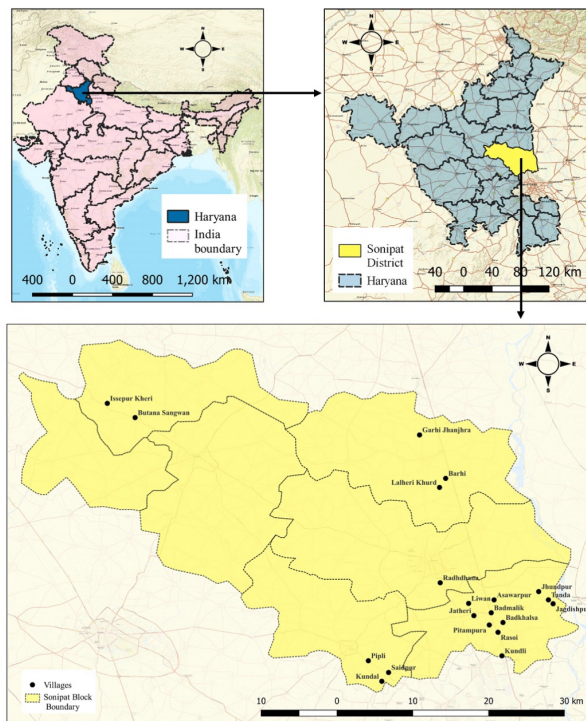 N
W E
S
Haryana
India
boundary
400 0 400 800 1,200 km
N
W E
S
Sonipat
District
Haryana
40 0 40 80 120 km
N
W E
S
Issepur Kheri
Butana Sangwan
Garhi Jhanjhra
Barhi
Lalheri Khurd
Radhdhana
Jhundpur
Liwan
Asawarpur
Tanda
Jagdishpur
Jatheri
Badmalik
Badkhalsa
Pitampura
Rasoi
Kundli
Pipli
Saidpur
Kundal
Villages
Sonipat Block
Boundary
10 0 10 20 30 km